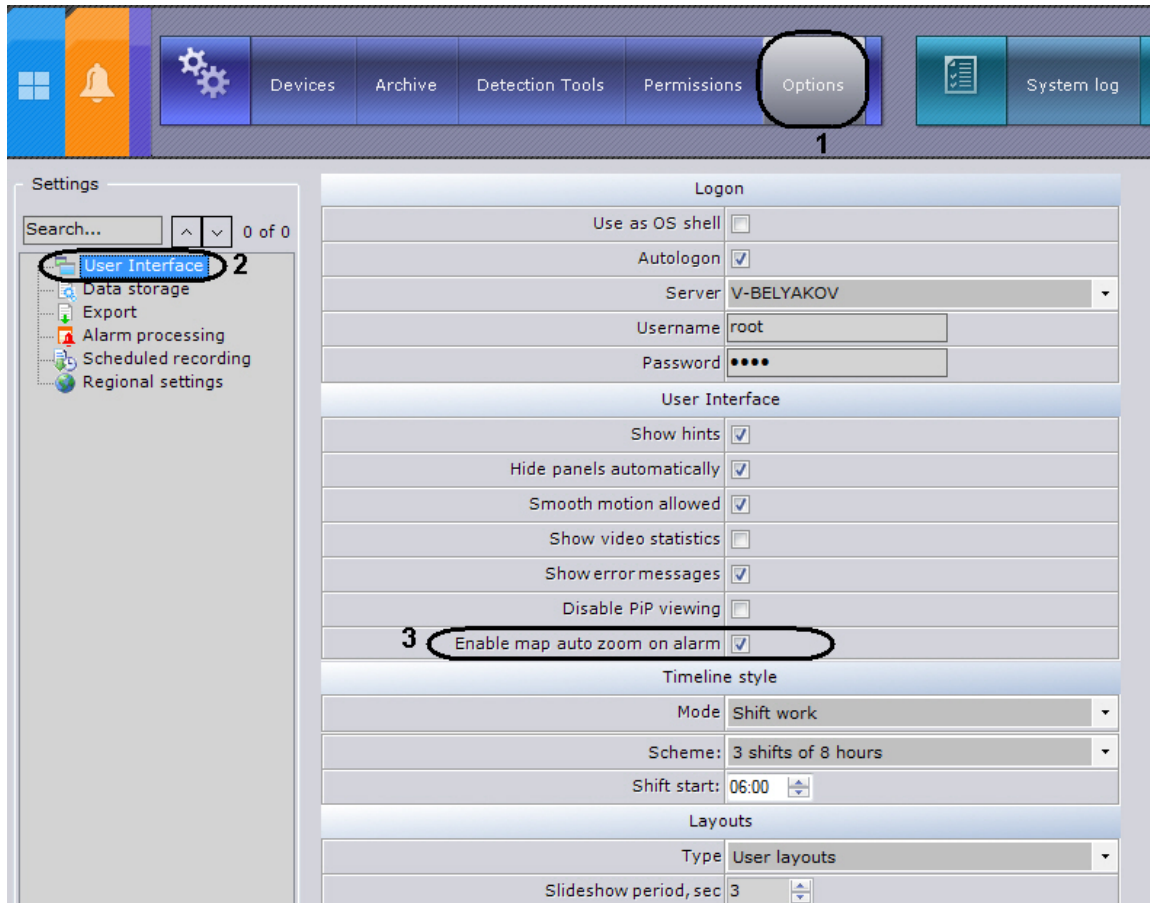 Devices Archive Detection Tools Permissions Options System log
1
Settings
Search... 0 of 0
User Interface 2
Data storage
Export
Alarm processing
Scheduled recording
Regional settings
Logon
Use as OS shell
Autologon
Server V-BELYAKOV
Username root
Password ••••
User Interface
Show hints
Hide panels automatically
Smooth motion allowed
Show video statistics
Show error messages
Disable PiP viewing
3 Enable map auto zoom on alarm
Timeline style
Mode Shift work
Scheme: 3 shifts of 8 hours
Shift start: 06:00
Layouts
Type User layouts
Slideshow period, sec 3